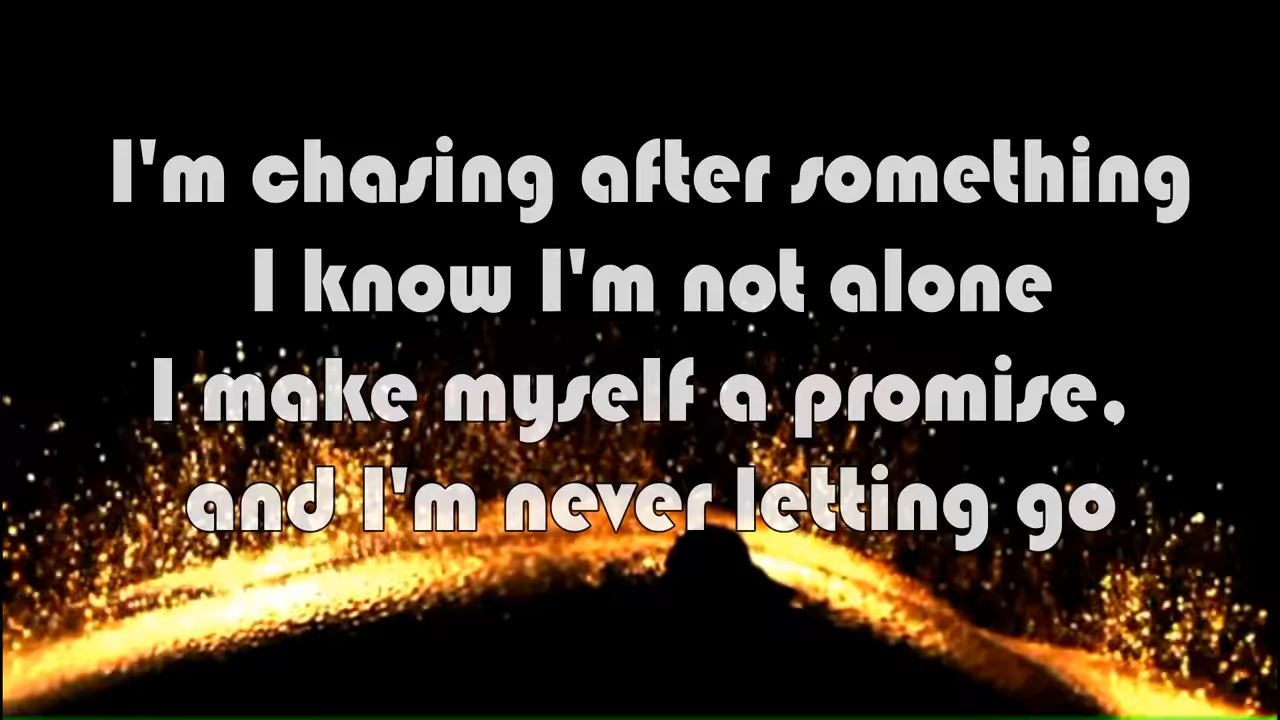 I'm chasing after something
I know I'm not alone
I make myself a promise,
and I'm never letting go